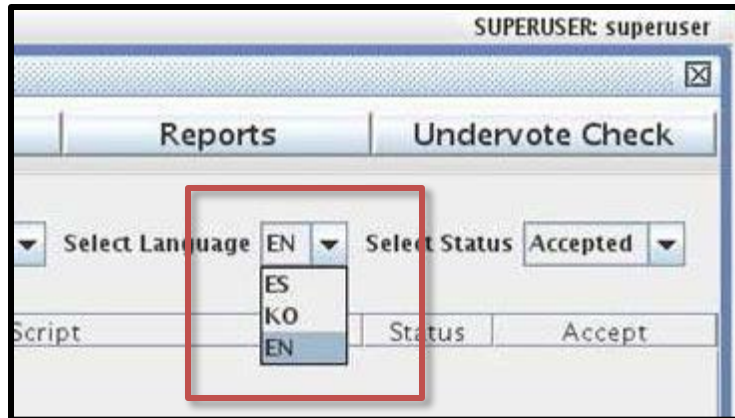 SUPERUSER: superuser
Reports Undervote Check
Select Language EN Select Status Accepted
ES
KO
EN
Script Status Accept